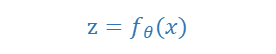 z = f_θ(x)